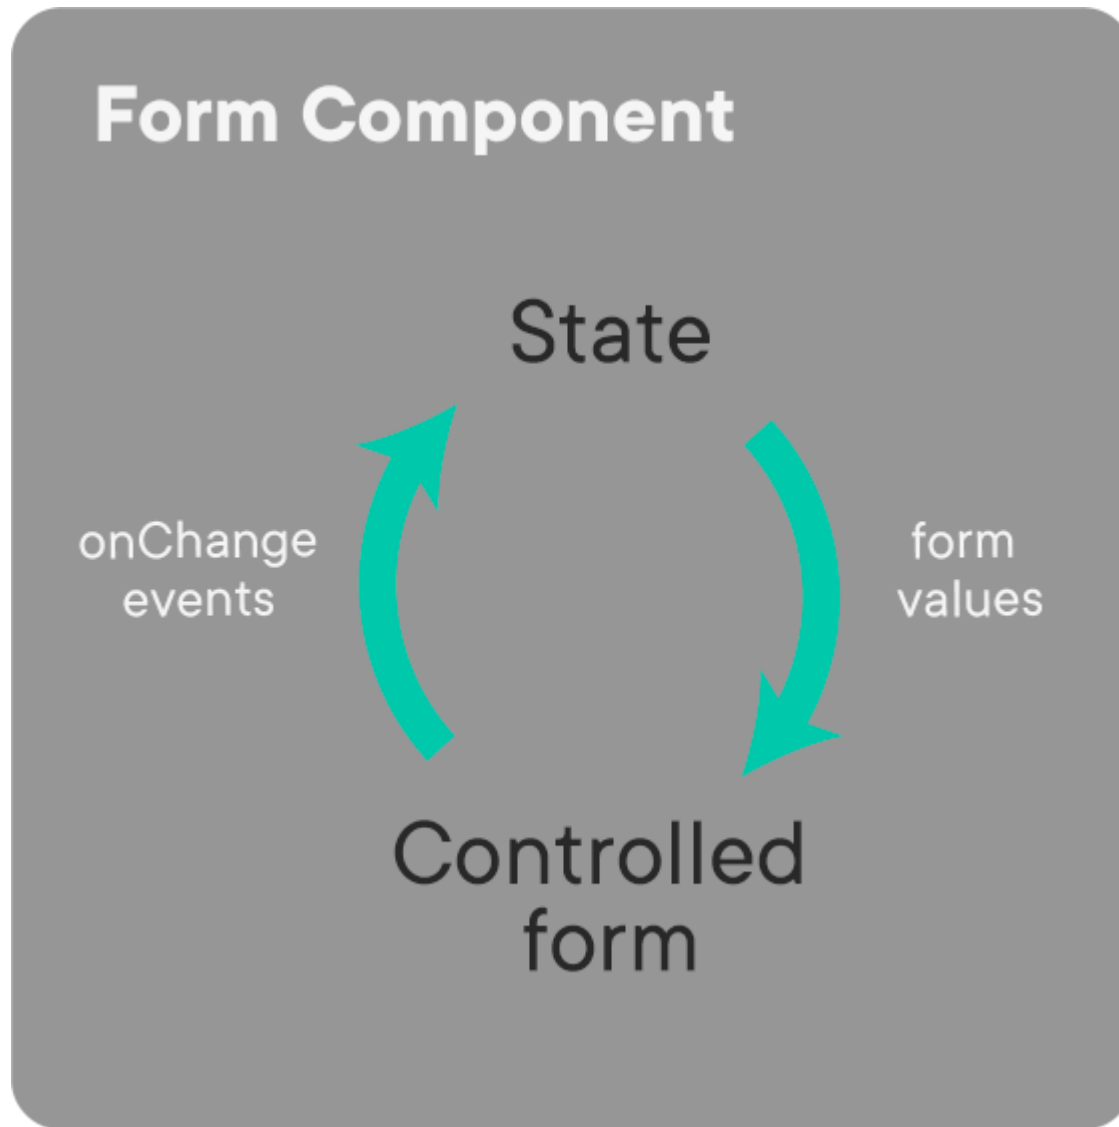 Form Component
State
onChange
events
form
values
Controlled
form